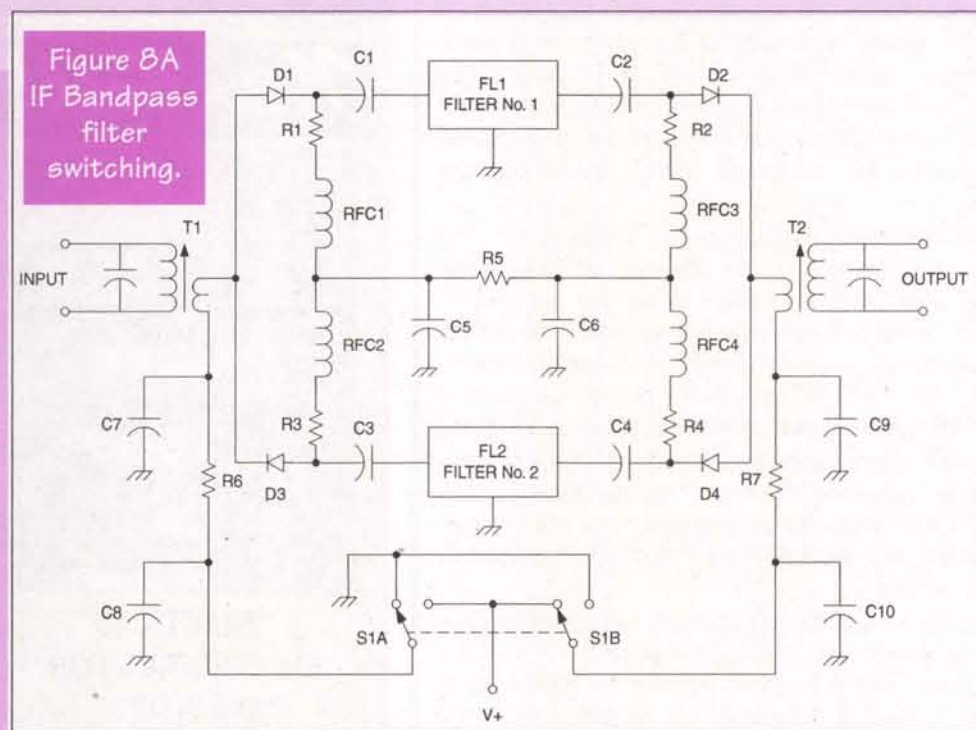 Figure 8A
IF Bandpass
filter
switching.
D1
C1
FL1
FILTER No. 1
C2
D2
R1
R2
RFC1
RFC3
T1
R5
T2
INPUT
OUTPUT
C5
C6
RFC2
RFC4
C7
R3
C3
FL2
FILTER No. 2
C4
R4
C9
R6
D3
D4
R7
C8
S1A
S1B
C10
V+